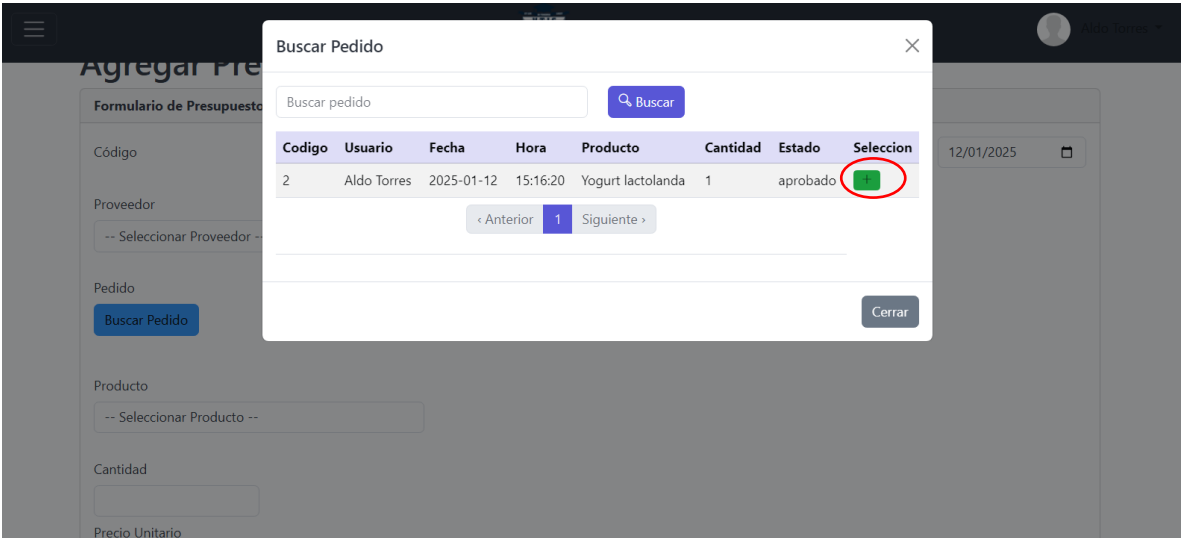 Aldo Torres
Agregar Pre
Buscar Pedido
Formulario de Presupuesto
Buscar pedido
Buscar
Codigo Usuario Fecha Hora Producto Cantidad Estado Seleccion
2 Aldo Torres 2025-01-12 15:16:20 Yogurt lactolanda 1 aprobado +
‹ Anterior 1 Siguiente ›
Cerrar
Código
12/01/2025
Proveedor
-- Seleccionar Proveedor --
Pedido
Buscar Pedido
Producto
-- Seleccionar Producto --
Cantidad
Precio Unitario